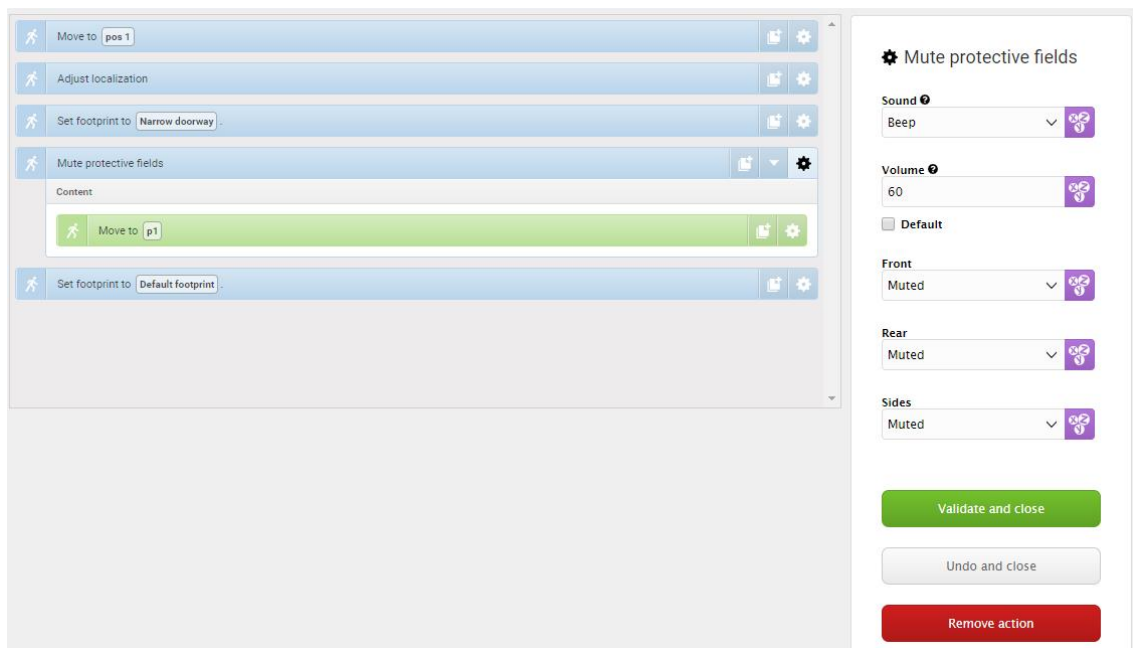 Move to pos 1
Adjust localization
Set footprint to Narrow doorway .
Mute protective fields
Content
Move to p1
Set footprint to Default footprint .
Mute protective fields
Sound
Beep
Volume
60
Default
Front
Muted
Rear
Muted
Sides
Muted
Validate and close
Undo and close
Remove action